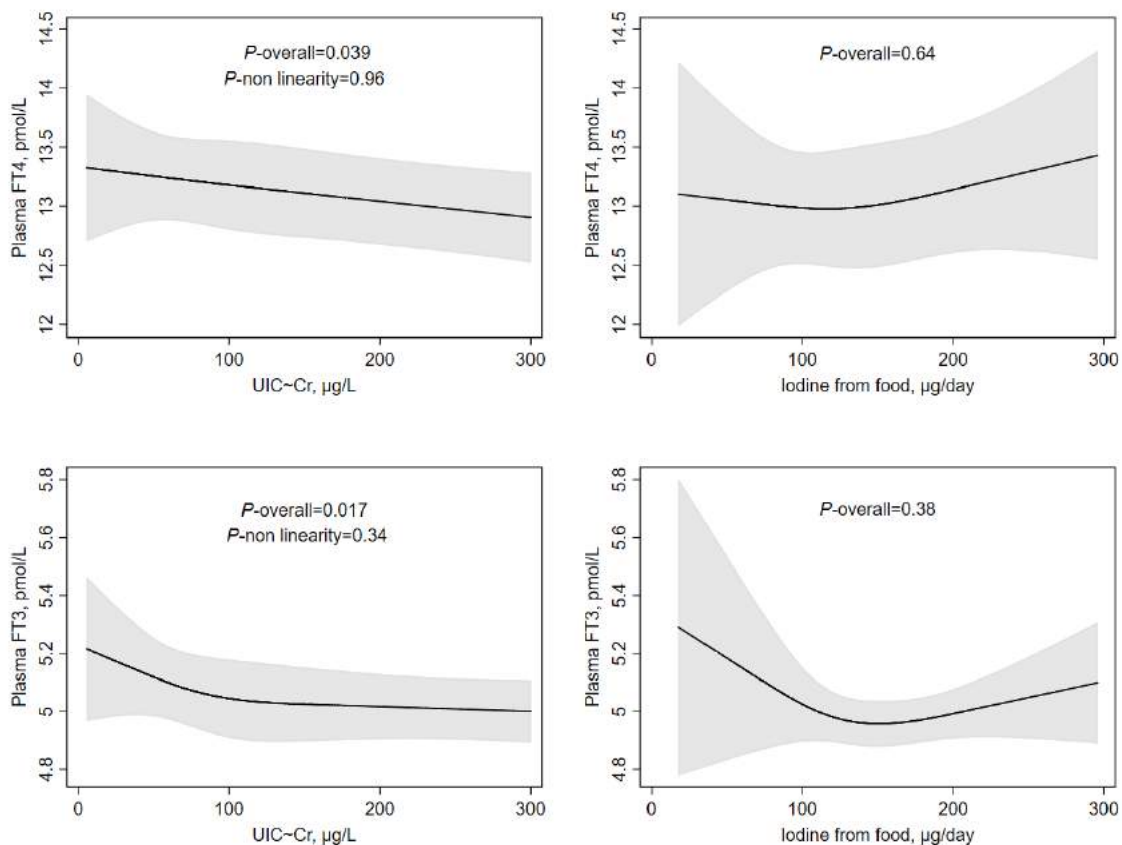 P-overall=0.039
P-non linearity=0.96
Plasma FT4, pmol/L
14.5
14
13.5
13
12.5
12
0 100 200 300
UIC~Cr, µg/L
P-overall=0.64
Plasma FT4, pmol/L
14.5
14
13.5
13
12.5
12
0 100 200 300
Iodine from food, µg/day
P-overall=0.017
P-non linearity=0.34
Plasma FT3, pmol/L
5.8
5.6
5.4
5.2
5
4.8
0 100 200 300
UIC~Cr, µg/L
P-overall=0.38
Plasma FT3, pmol/L
5.8
5.6
5.4
5.2
5
4.8
0 100 200 300
Iodine from food, µg/day